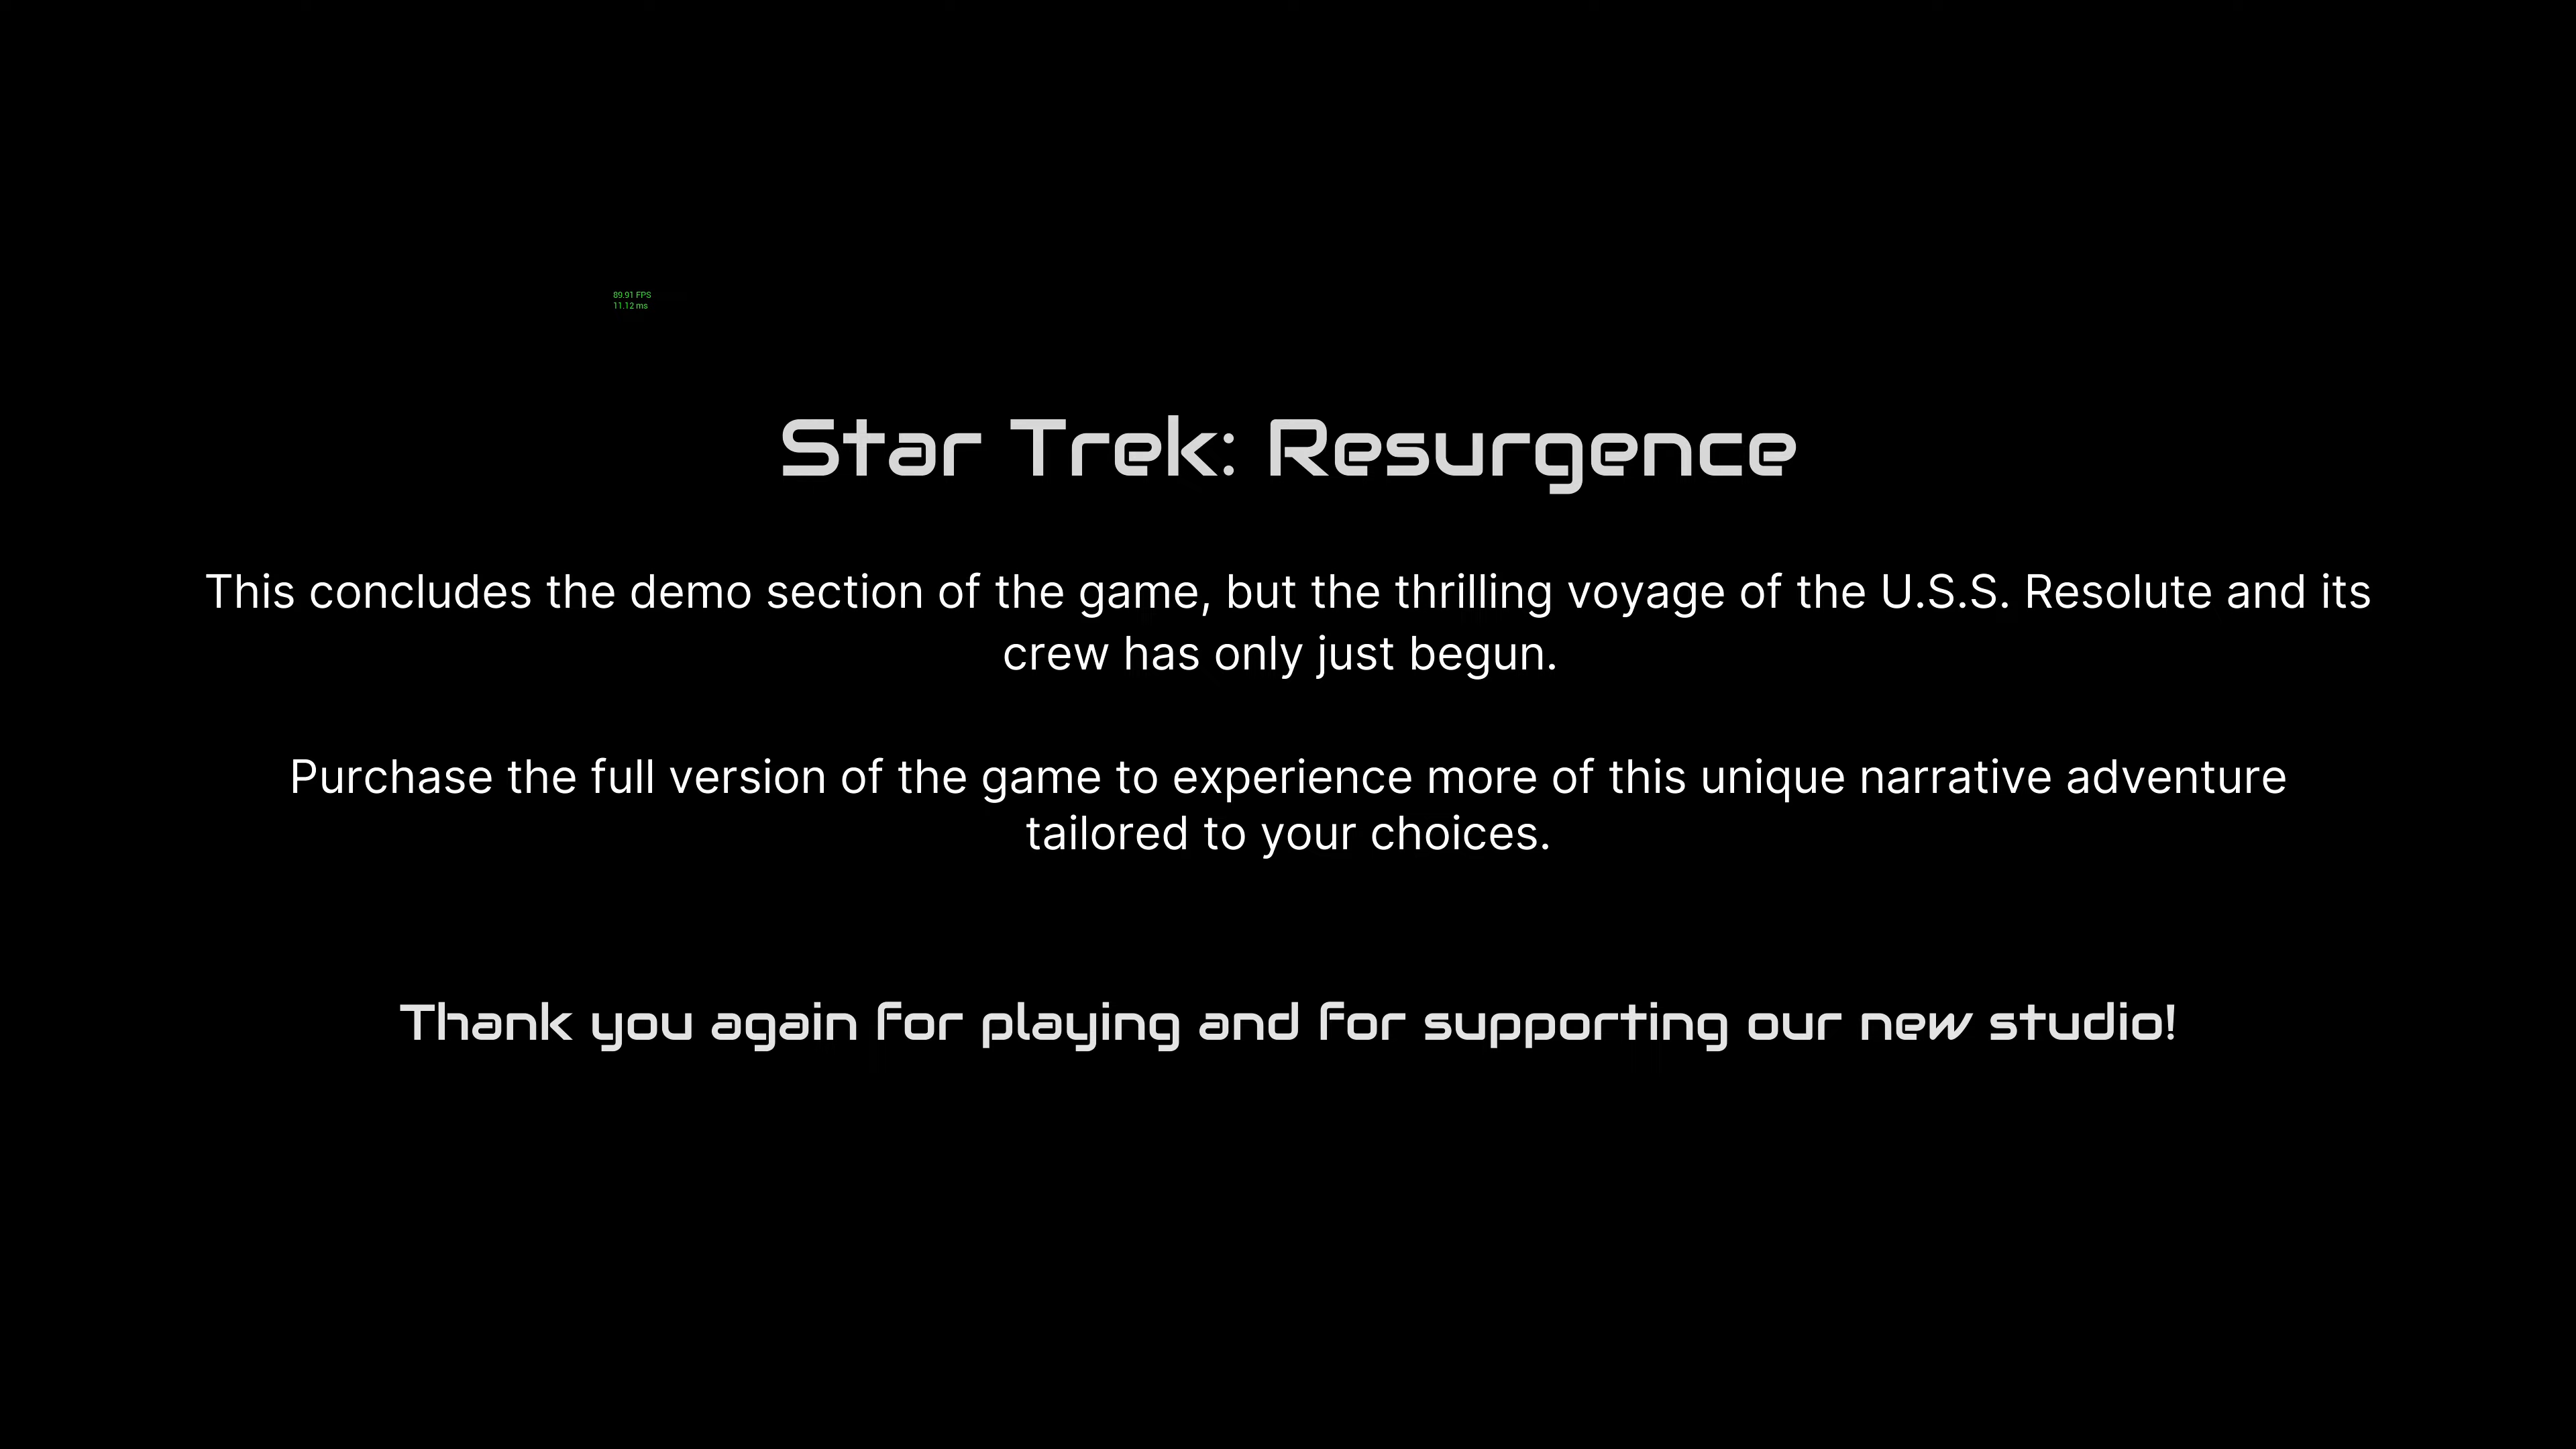 89.91 FPS
11.12 ms
Star Trek: Resurgence
This concludes the demo section of the game, but the thrilling voyage of the U.S.S. Resolute and its
crew has only just begun.
Purchase the full version of the game to experience more of this unique narrative adventure
tailored to your choices.
Thank you again for playing and for supporting our new studio!